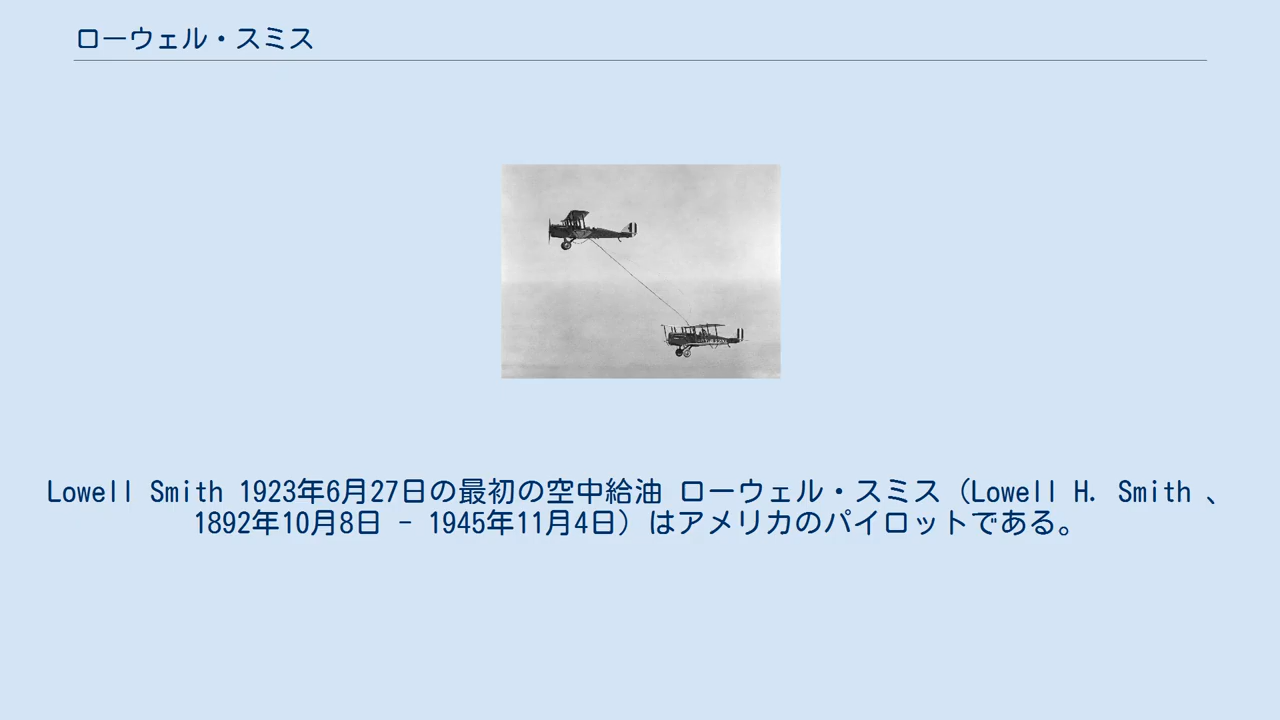 ローウェル・スミス
Lowell Smith 1923年6月27日の最初の空中給油 ローウェル・スミス（Lowell H. Smith 、
1892年10月8日 - 1945年11月4日）はアメリカのパイロットである。